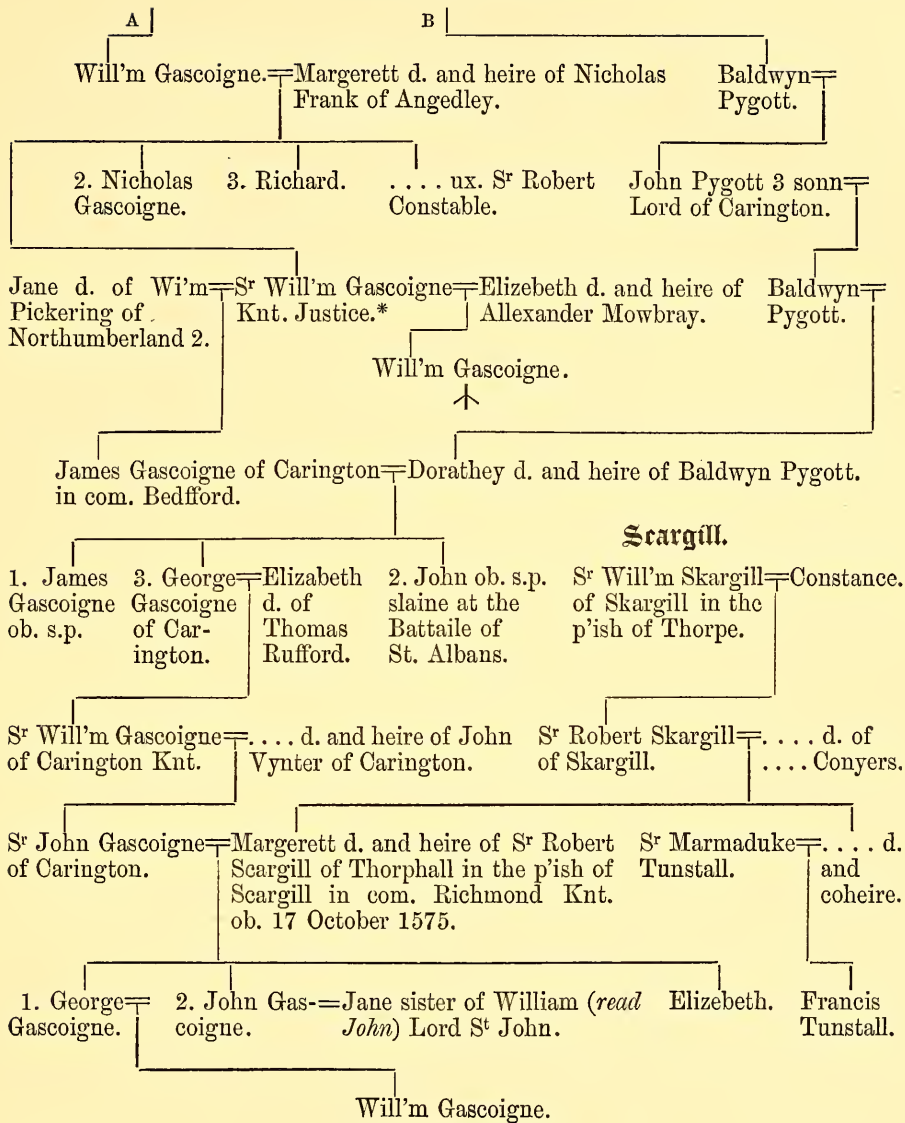 A B
Will'm Gascoigne. Margerett d. and heire of Nicholas Baldwyn
Frank of Angedley. Pygott.
2. Nicholas 3. Richard. . . . . ux. Sr Robert John Pygott 3 sonn
Gascoigne. Constable. Lord of Carington.
Jane d. of Wi'm Sr Will'm Gascoigne Elizebeth d. and heire of Baldwyn
Pickering of Knt. Justice.* Allexander Mowbray. Pygott.
Northumberland 2.
Will'm Gascoigne.
James Gascoigne of Carington Dorathey d. and heire of Baldwyn Pygott.
in com. Bedfford.
Scargill.
1. James 3. George Elizabeth 2. John ob. s.p. Sr Will'm Skargill Constance.
Gascoigne Gascoigne d. of slaine at the of Skargill in the
ob. s.p. of Car- Thomas Battaile of p'ish of Thorpe.
ington. Rufford. St. Albans.
Sr Will'm Gascoigne . . . . d. and heire of John Sr Robert Skargill . . . . d. of
of Carington Knt. Vynter of Carington. of Skargill. . . . . Conyers.
Sr John Gascoigne Margerett d. and heire of Sr Robert Sr Marmaduke . . . . d.
of Carington. Scargill of Thorphall in the p'ish of Tunstall. and
Scargill in com. Richmond Knt. coheire.
ob. 17 October 1575.
1. George 2. John Gas-=Jane sister of William (read Elizebeth. Francis
Gascoigne. coigne. John) Lord St John. Tunstall.
Will'm Gascoigne.